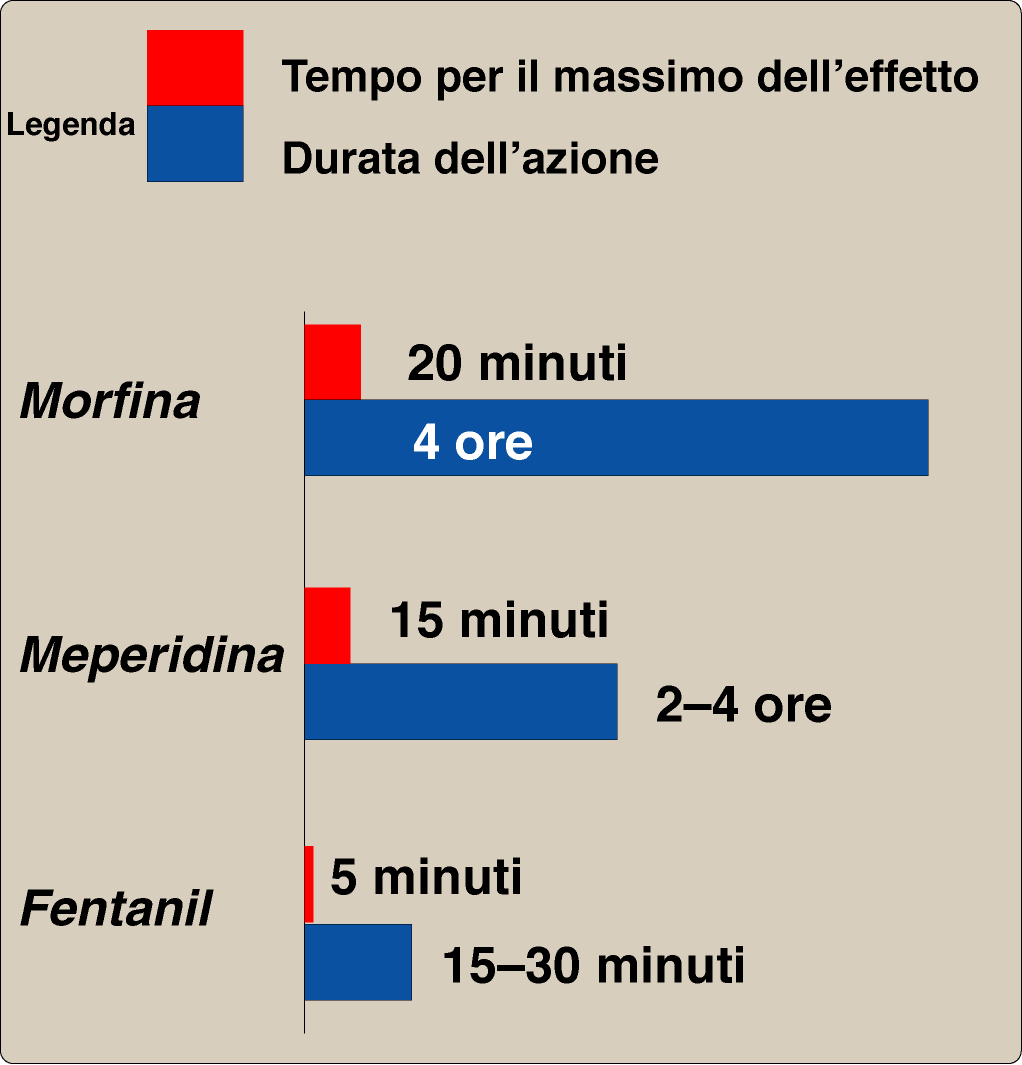 Tempo per il massimo dell’effetto
Legenda
Durata dell’azione
20 minuti
Morfina
4 ore
15 minuti
Meperidina
2–4 ore
5 minuti
Fentanil
15–30 minuti